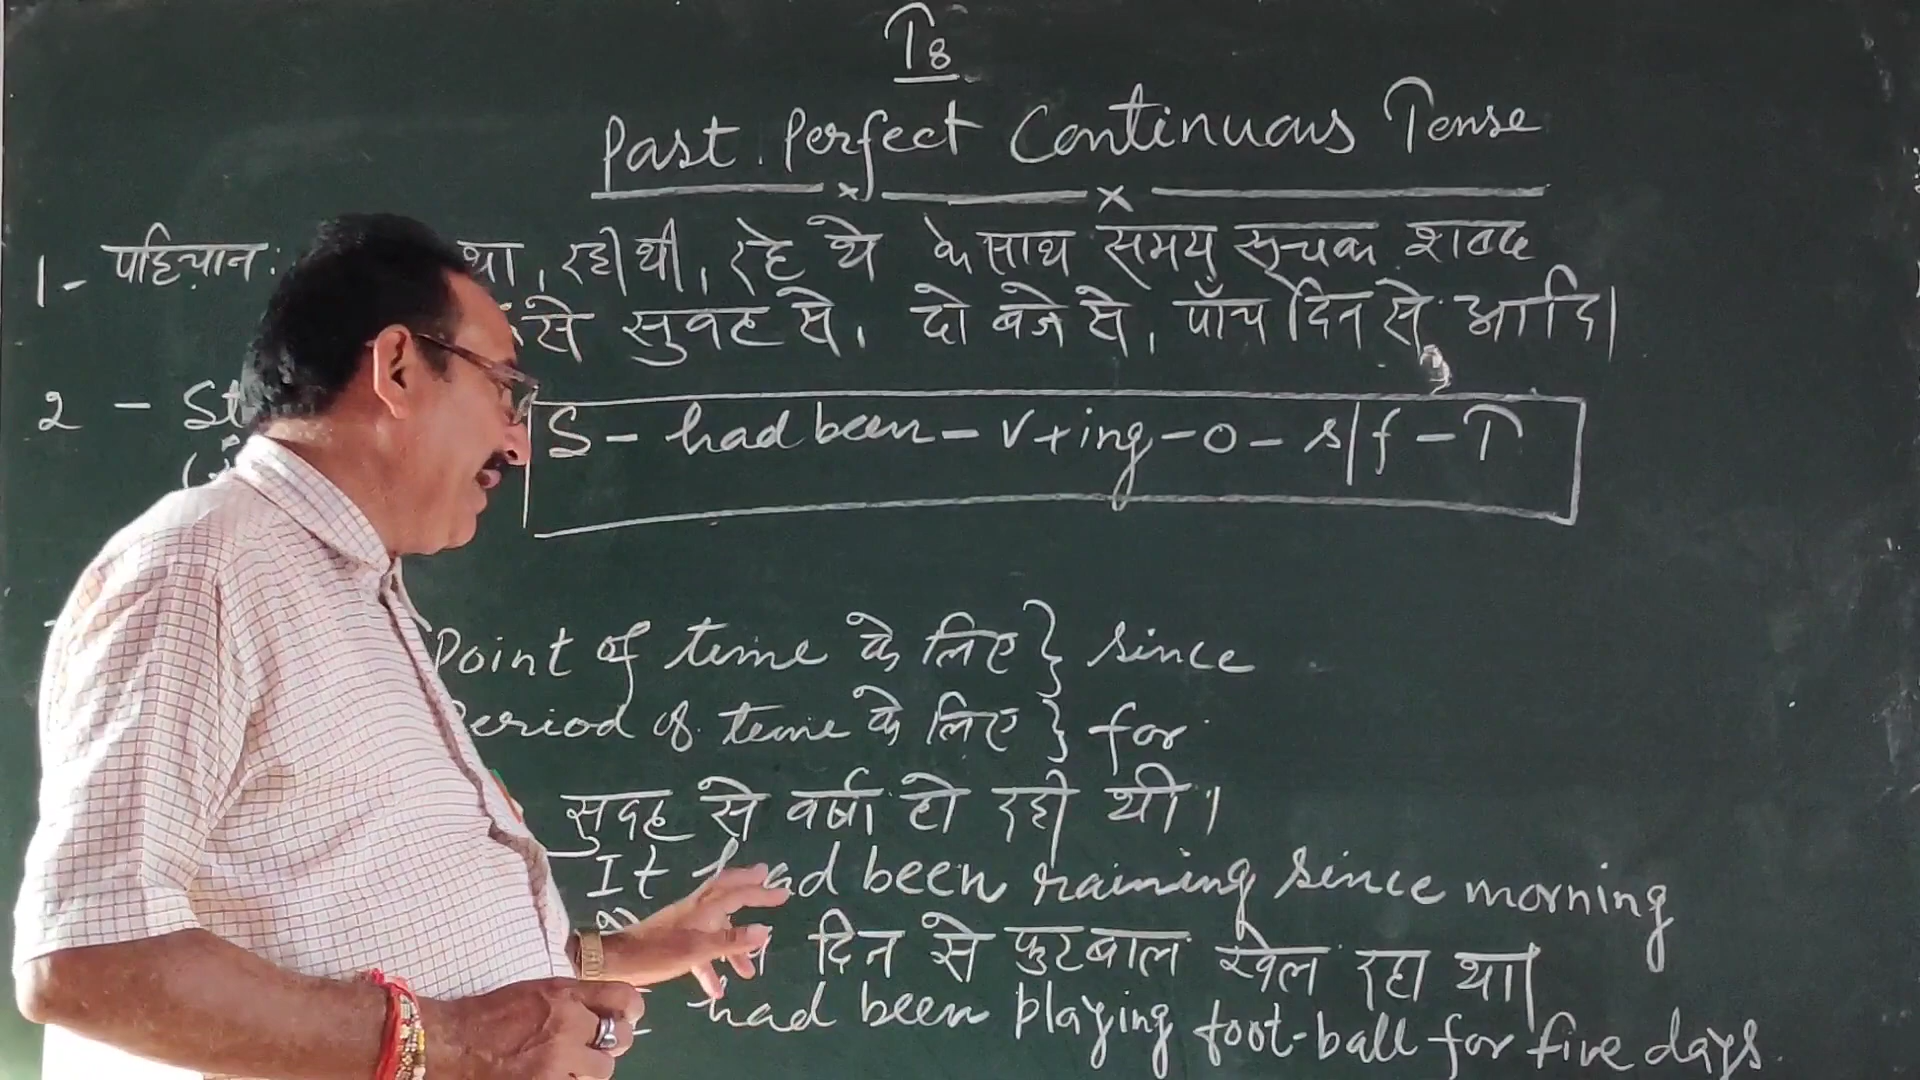 T8
Past Perfect Continuous Tense
1- पहिचान: था, रही थी, रहे थे के साथ समय सूचक शब्द
से सुबह से, दो बजे से, पाँच दिन से आदि।
2 - St
S - had been - V+ing - O - s/f - T
Point of time के लिए } since
Period of time के लिए } for
सुबह से वर्षा हो रही थी।
It had been raining since morning
दिन से फुटबाल खेल रहा था।
had been playing foot-ball for five days.